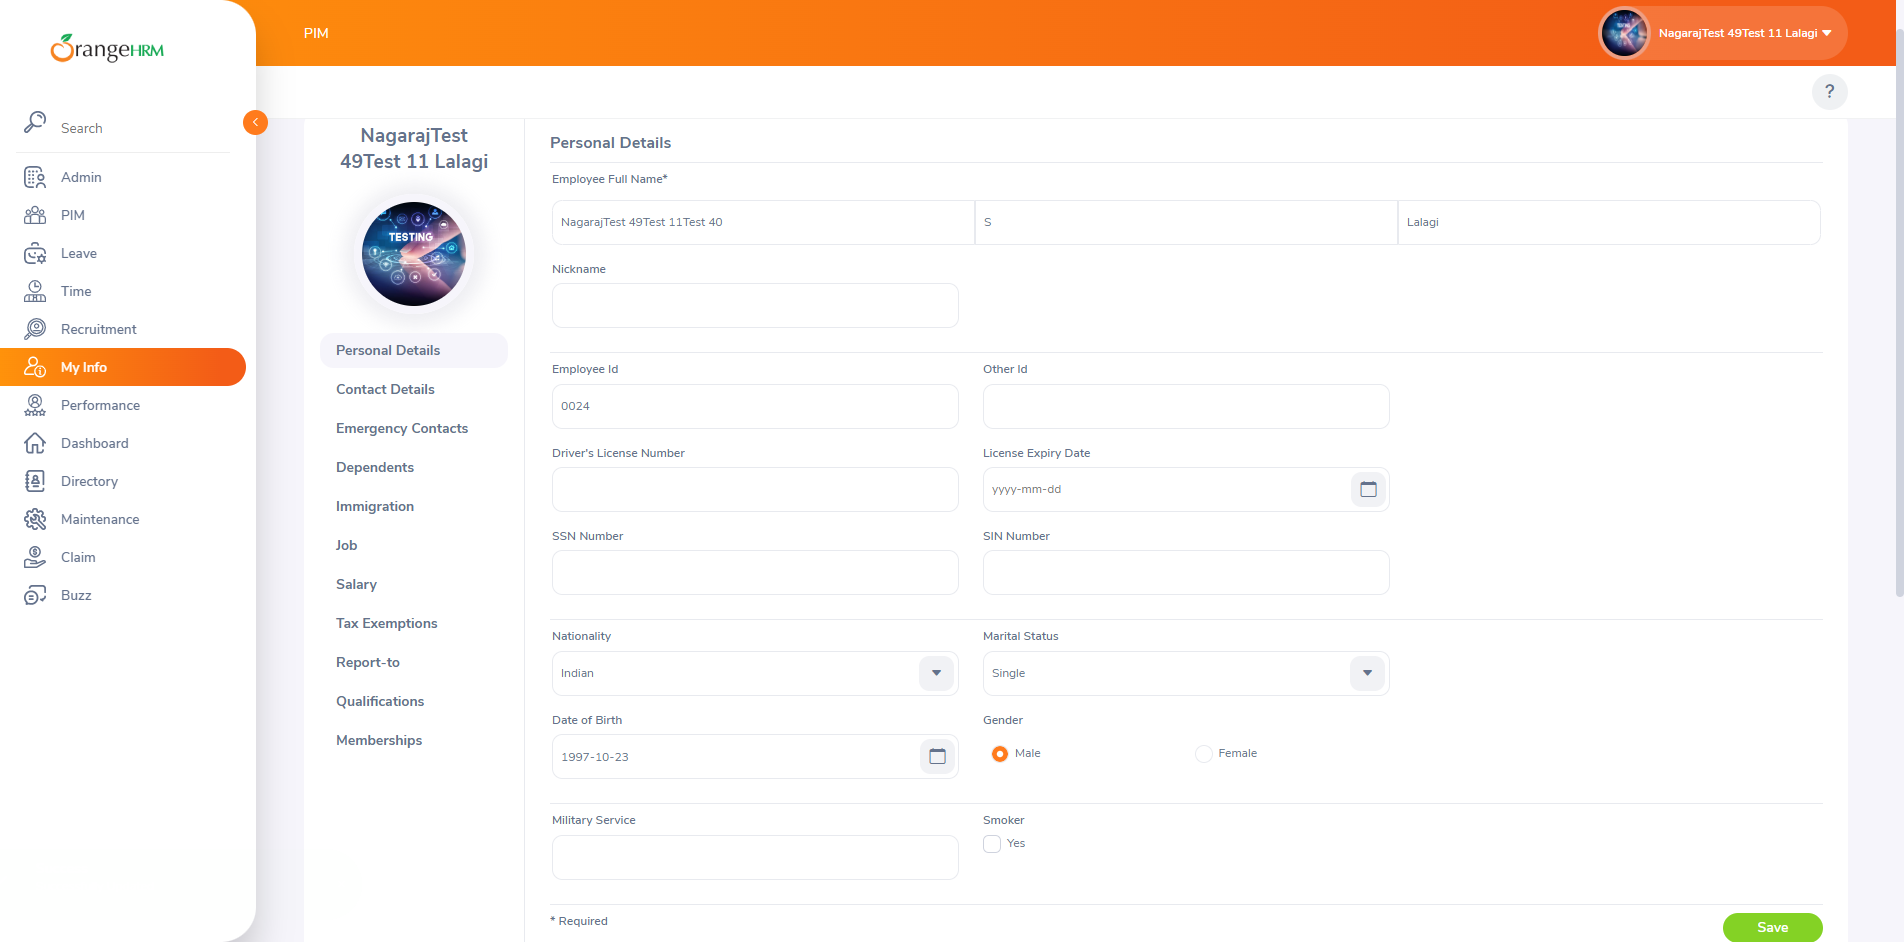 OrangeHRM
Search
Admin
PIM
Leave
Time
Recruitment
My Info
Performance
Dashboard
Directory
Maintenance
Claim
Buzz
PIM
NagarajTest 49Test 11 Lalagi
?
NagarajTest
49Test 11 Lalagi
TESTING
Personal Details
Contact Details
Emergency Contacts
Dependents
Immigration
Job
Salary
Tax Exemptions
Report-to
Qualifications
Memberships
Personal Details
Employee Full Name*
NagarajTest 49Test 11Test 40 S Lalagi
Nickname
Employee Id Other Id
0024
Driver's License Number License Expiry Date
yyyy-mm-dd
SSN Number SIN Number
Nationality Marital Status
Indian Single
Date of Birth Gender
1997-10-23 Male Female
Military Service Smoker
Yes
* Required
Save